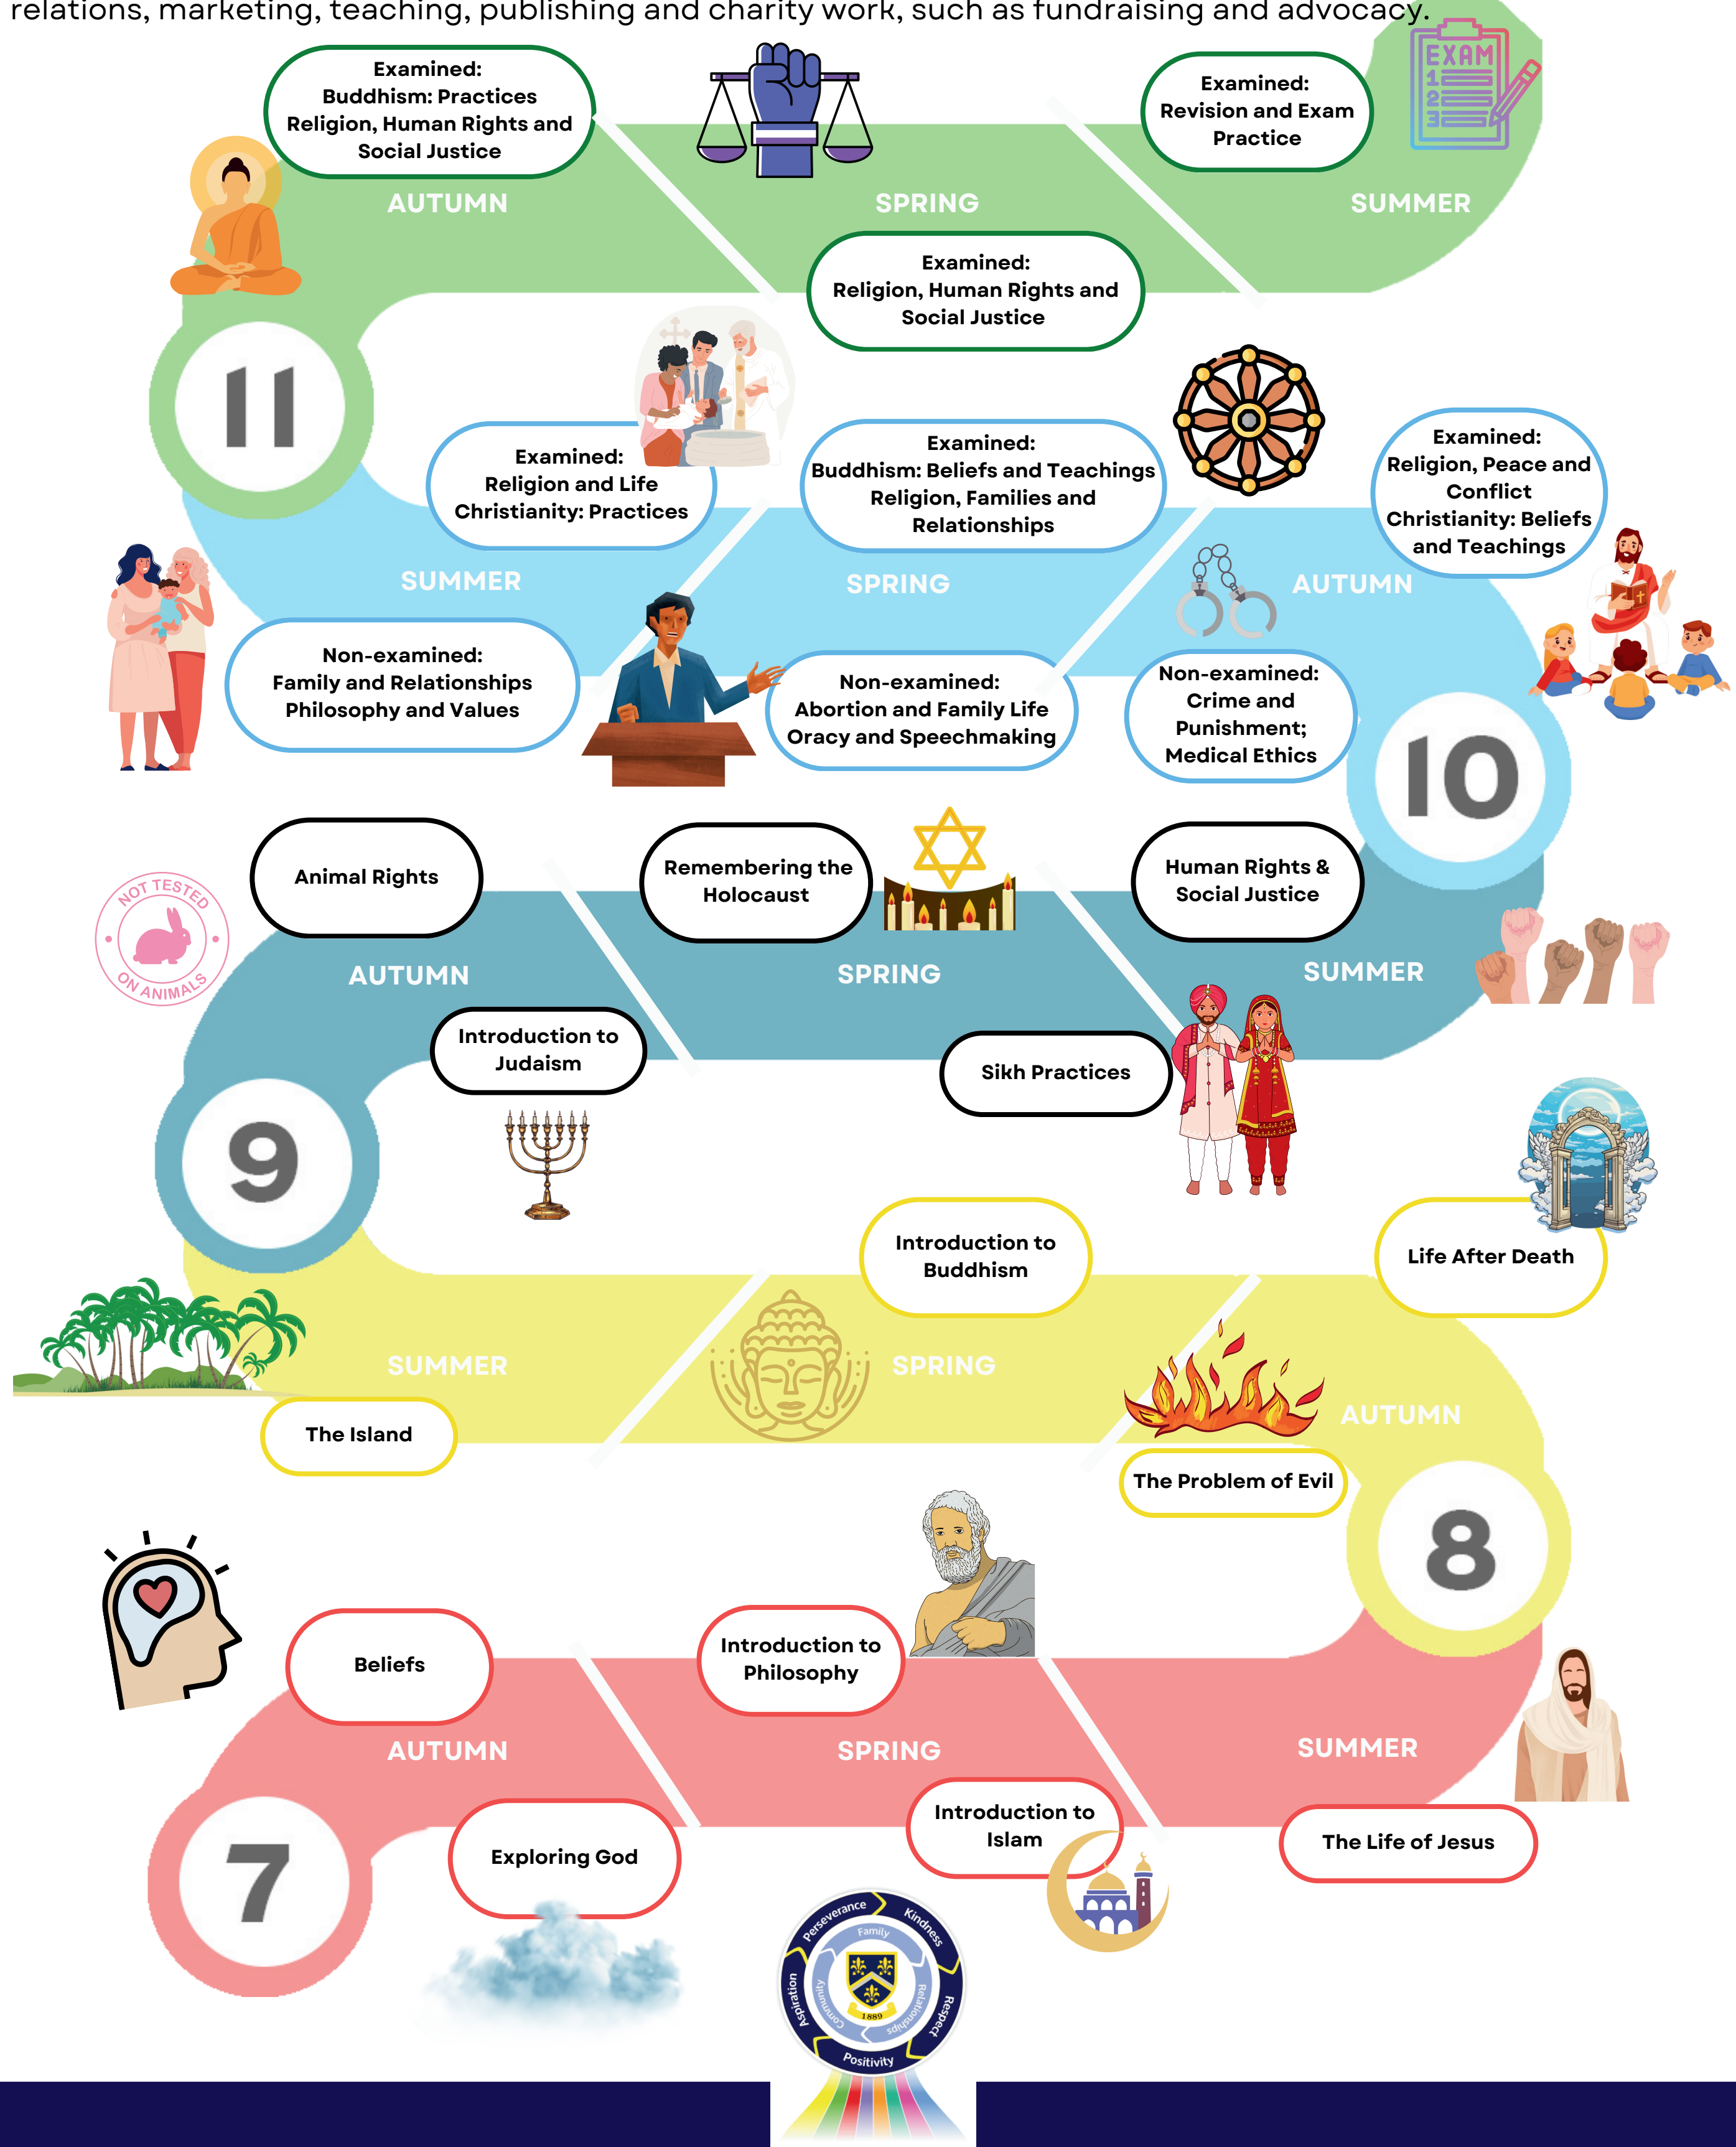 relations, marketing, teaching, publishing and charity work, such as fundraising and advocacy.
EXAM
1
2
3
Examined:
Buddhism: Practices
Religion, Human Rights and
Social Justice
Examined:
Revision and Exam
Practice
AUTUMN
SPRING
SUMMER
Examined:
Religion, Human Rights and
Social Justice
11
Examined:
Religion and Life
Christianity: Practices
Examined:
Buddhism: Beliefs and Teachings
Religion, Families and
Relationships
Examined:
Religion, Peace and
Conflict
Christianity: Beliefs
and Teachings
SUMMER
SPRING
AUTUMN
Non-examined:
Family and Relationships
Philosophy and Values
Non-examined:
Abortion and Family Life
Oracy and Speechmaking
Non-examined:
Crime and
Punishment;
Medical Ethics
10
Animal Rights
Remembering the
Holocaust
Human Rights &
Social Justice
NOT TESTED
ON ANIMALS
AUTUMN
SPRING
SUMMER
Introduction to
Judaism
Sikh Practices
9
Introduction to
Buddhism
Life After Death
SUMMER
SPRING
AUTUMN
The Island
The Problem of Evil
8
Beliefs
Introduction to
Philosophy
AUTUMN
SPRING
SUMMER
Exploring God
Introduction to
Islam
The Life of Jesus
7
Perseverance
Kindness
Respect
Positivity
Aspiration
Family
Relationships
Community
1889